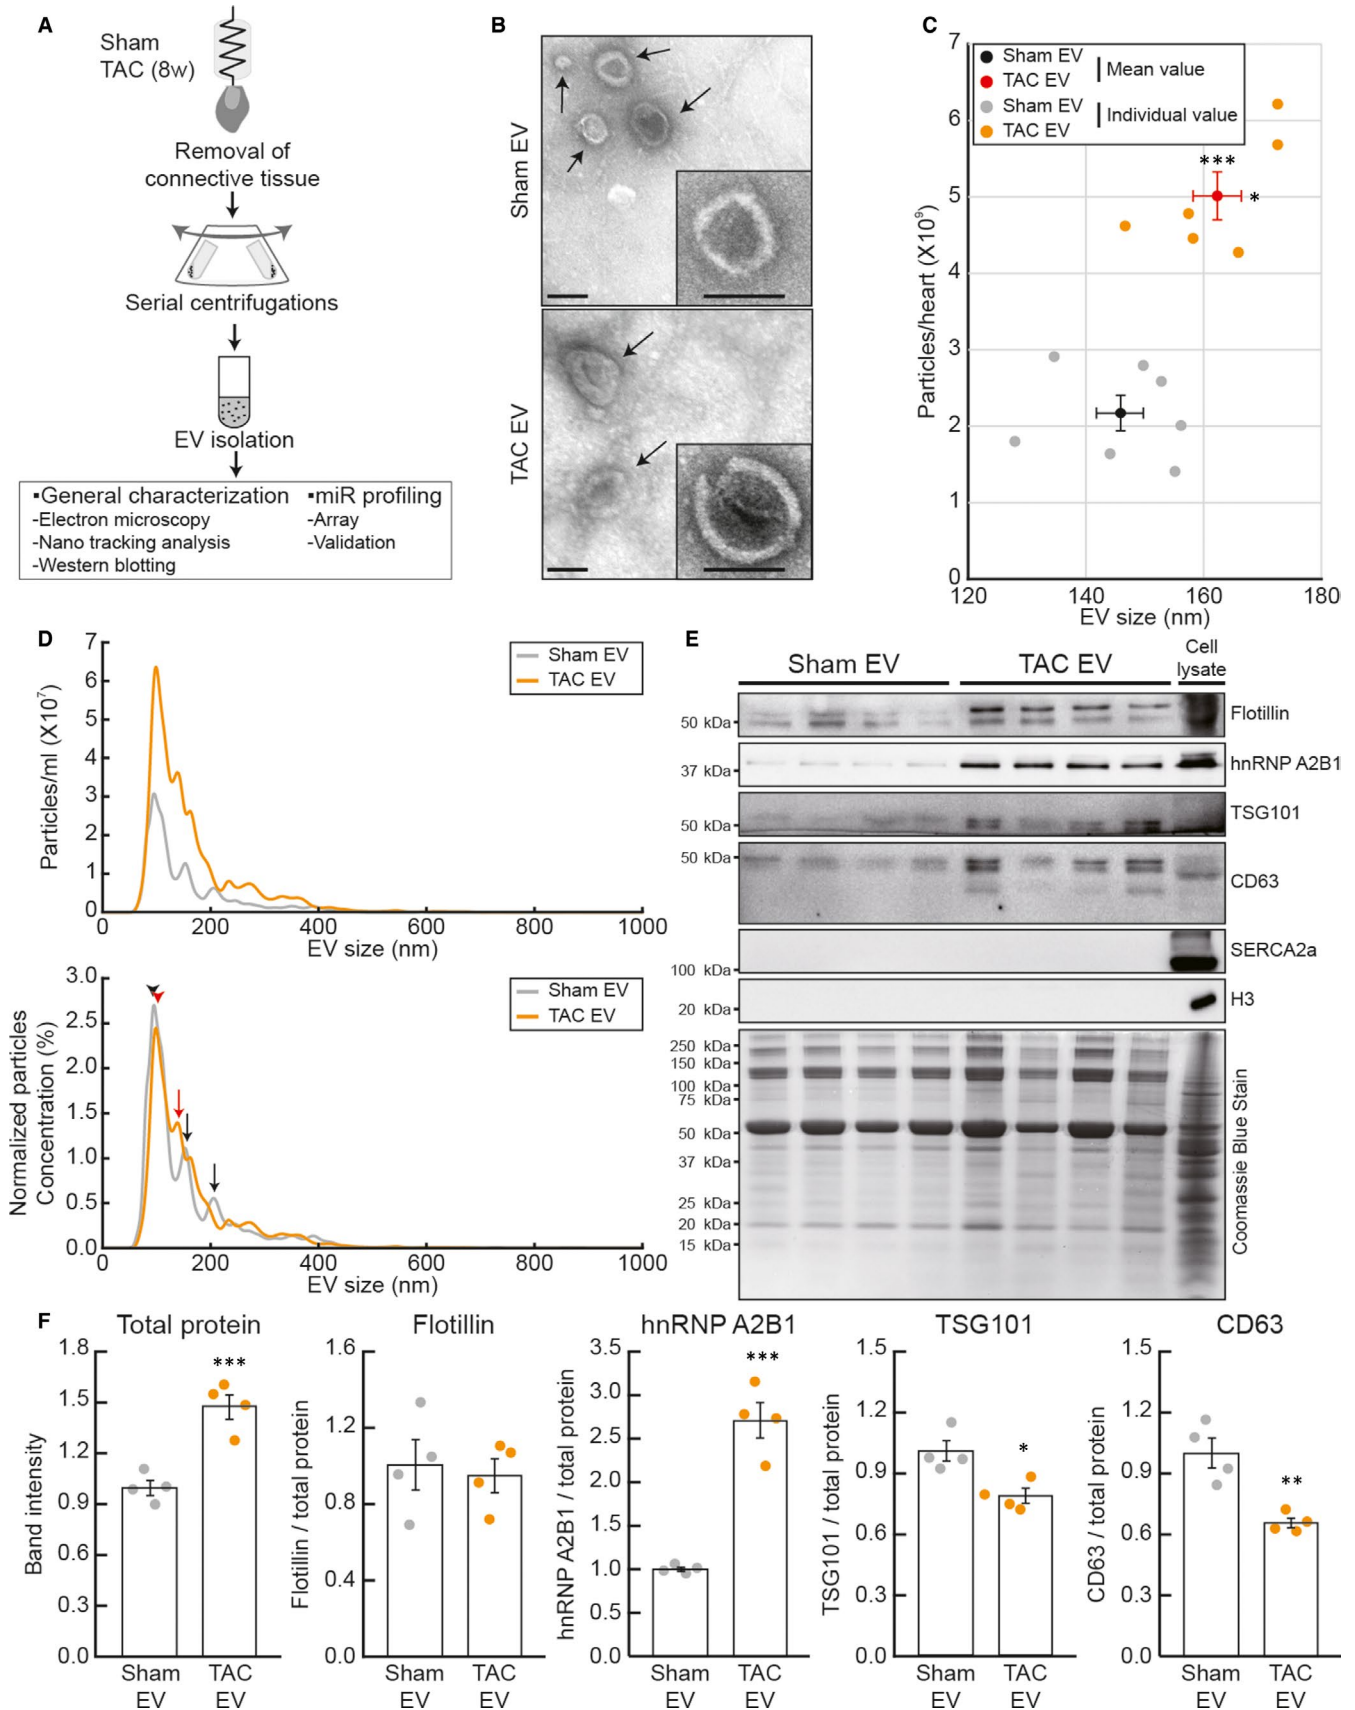 A
Sham
TAC (8w)
Removal of
connective tissue
Serial centrifugations
EV isolation
▪General characterization
-Electron microscopy
-Nano tracking analysis
-Western blotting
▪miR profiling
-Array
-Validation
B
Sham EV
TAC EV
C
Sham EV
TAC EV
Mean value
Sham EV
TAC EV
Individual value
***
*
Particles/heart (X10⁹)
7
6
5
4
3
2
1
0
120 140 160 180
EV size (nm)
D
Sham EV
TAC EV
Particles/ml (X10⁷)
7
6
5
4
3
2
1
0
0 200 400 600 800 1000
EV size (nm)
Sham EV
TAC EV
Normalized particles
Concentration (%)
3.0
2.5
2.0
1.5
1.0
0.5
0.0
0 200 400 600 800 1000
EV size (nm)
E
Sham EV TAC EV Cell
lysate
50 kDa Flotillin
37 kDa hnRNP A2B1
50 kDa TSG101
50 kDa CD63
100 kDa SERCA2a
20 kDa H3
250 kDa
150 kDa
100 kDa
75 kDa
50 kDa
37 kDa
25 kDa
20 kDa
15 kDa
Coomassie Blue Stain
F
Total protein
Band intensity
1.8
1.5
1.2
0.9
0.6
0.3
0.0
***
Sham
EV
TAC
EV
Flotillin
Flotillin / total protein
1.6
1.2
0.8
0.4
0.0
Sham
EV
TAC
EV
hnRNP A2B1
hnRNP A2B1 / total protein
3.5
3.0
2.5
2.0
1.5
1.0
0.5
0.0
***
Sham
EV
TAC
EV
TSG101
TSG101 / total protein
1.5
1.2
0.9
0.6
0.3
0.0
*
Sham
EV
TAC
EV
CD63
CD63 / total protein
1.5
1.2
0.9
0.6
0.3
0.0
**
Sham
EV
TAC
EV